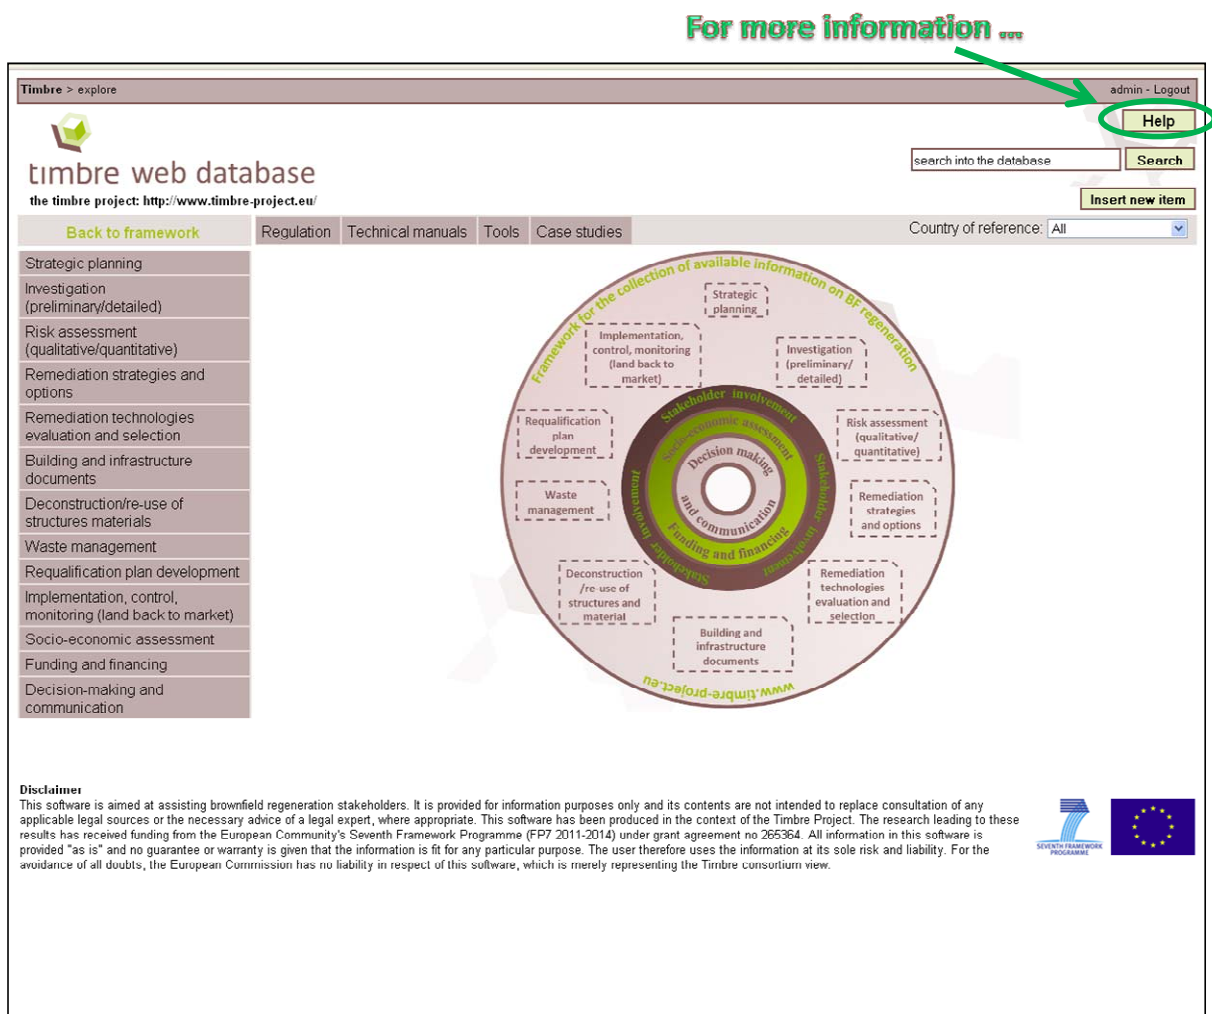 For more information ...
Timbre > explore
admin - Logout
Help
timbre web database
search into the database
Search
the timbre project: http://www.timbre-project.eu/
Insert new item
Back to framework
Regulation
Technical manuals
Tools
Case studies
Country of reference:
All
Strategic planning
Investigation
(preliminary/detailed)
Risk assessment
(qualitative/quantitative)
Remediation strategies and
options
Remediation technologies
evaluation and selection
Building and infrastructure
documents
Deconstruction/re-use of
structures materials
Waste management
Requalification plan development
Implementation, control,
monitoring (land back to market)
Socio-economic assessment
Funding and financing
Decision-making and
communication
Framework for the collection of available information on BF regeneration
Strategic
planning
Implementation,
control, monitoring
(land back to
market)
Investigation
(preliminary/
detailed)
Requalification
plan
development
Risk assessment
(qualitative/
quantitative)
Waste
management
Remediation
strategies
and options
Deconstruction
/re-use of
structures and
material
Remediation
technologies
evaluation and
selection
Building and
infrastructure
documents
Stakeholder involvement
Stakeholder involvement
Stakeholder involvement
Socio-economic assessment
Funding and financing
Decision making
and communication
www.timbre-project.eu
Disclaimer
This software is aimed at assisting brownfield regeneration stakeholders. It is provided for information purposes only and its contents are not intended to replace consultation of any
applicable legal sources or the necessary advice of a legal expert, where appropriate. This software has been produced in the context of the Timbre Project. The research leading to these
results has received funding from the European Community's Seventh Framework Programme (FP7 2011-2014) under grant agreement no 265364. All information in this software is
provided "as is" and no guarantee or warranty is given that the information is fit for any particular purpose. The user therefore uses the information at its sole risk and liability. For the
avoidance of all doubts, the European Commission has no liability in respect of this software, which is merely representing the Timbre consortium view.
SEVENTH FRAMEWORK
PROGRAMME